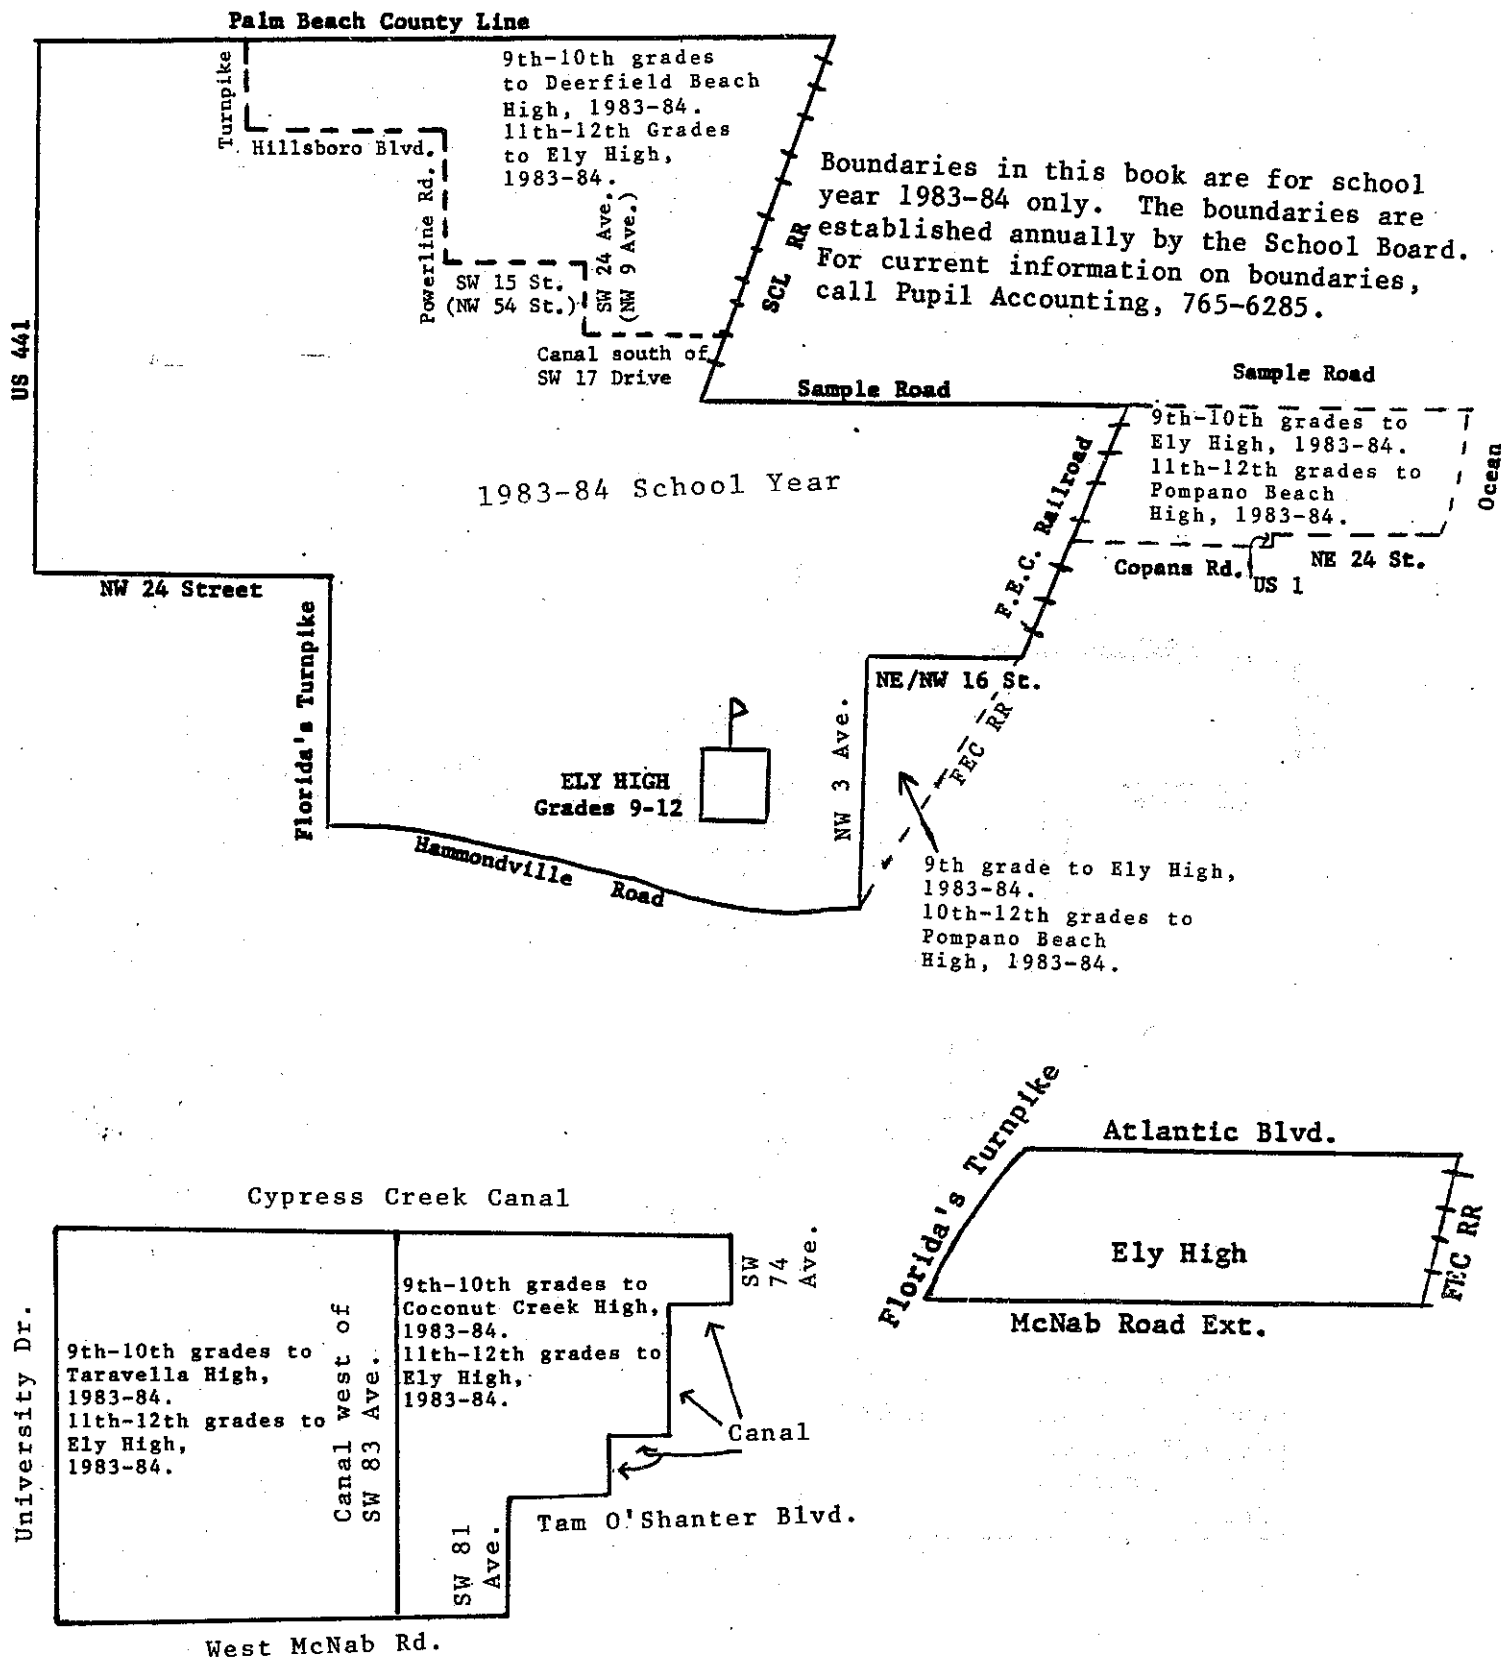 Palm Beach County Line
Turnpike
Hillsboro Blvd.
Powerline Rd.
9th-10th grades
to Deerfield Beach
High, 1983-84.
11th-12th Grades
to Ely High,
1983-84.
SW 15 St.
(NW 54 St.)
SW 24 Ave.
(NW 9 Ave.)
Canal south of
SW 17 Drive
SCL RR
Boundaries in this book are for school
year 1983-84 only. The boundaries are
established annually by the School Board.
For current information on boundaries,
call Pupil Accounting, 765-6285.
US 441
Sample Road
Sample Road
9th-10th grades to
Ely High, 1983-84.
11th-12th grades to
Pompano Beach
High, 1983-84.
Ocean
1983-84 School Year
F.E.C. Railroad
Copans Rd.
US 1
NE 24 St.
NW 24 Street
Florida's Turnpike
NE/NW 16 St.
NW 3 Ave.
FEC RR
ELY HIGH
Grades 9-12
Hammondville Road
9th grade to Ely High,
1983-84.
10th-12th grades to
Pompano Beach
High, 1983-84.
Florida's Turnpike
Atlantic Blvd.
Ely High
FEC RR
McNab Road Ext.
Cypress Creek Canal
SW
74
Ave.
University Dr.
9th-10th grades to
Taravella High,
1983-84.
11th-12th grades to
Ely High,
1983-84.
Canal west of
SW 83 Ave.
9th-10th grades to
Coconut Creek High,
1983-84.
11th-12th grades to
Ely High,
1983-84.
Canal
Tam O'Shanter Blvd.
SW 81
Ave.
West McNab Rd.